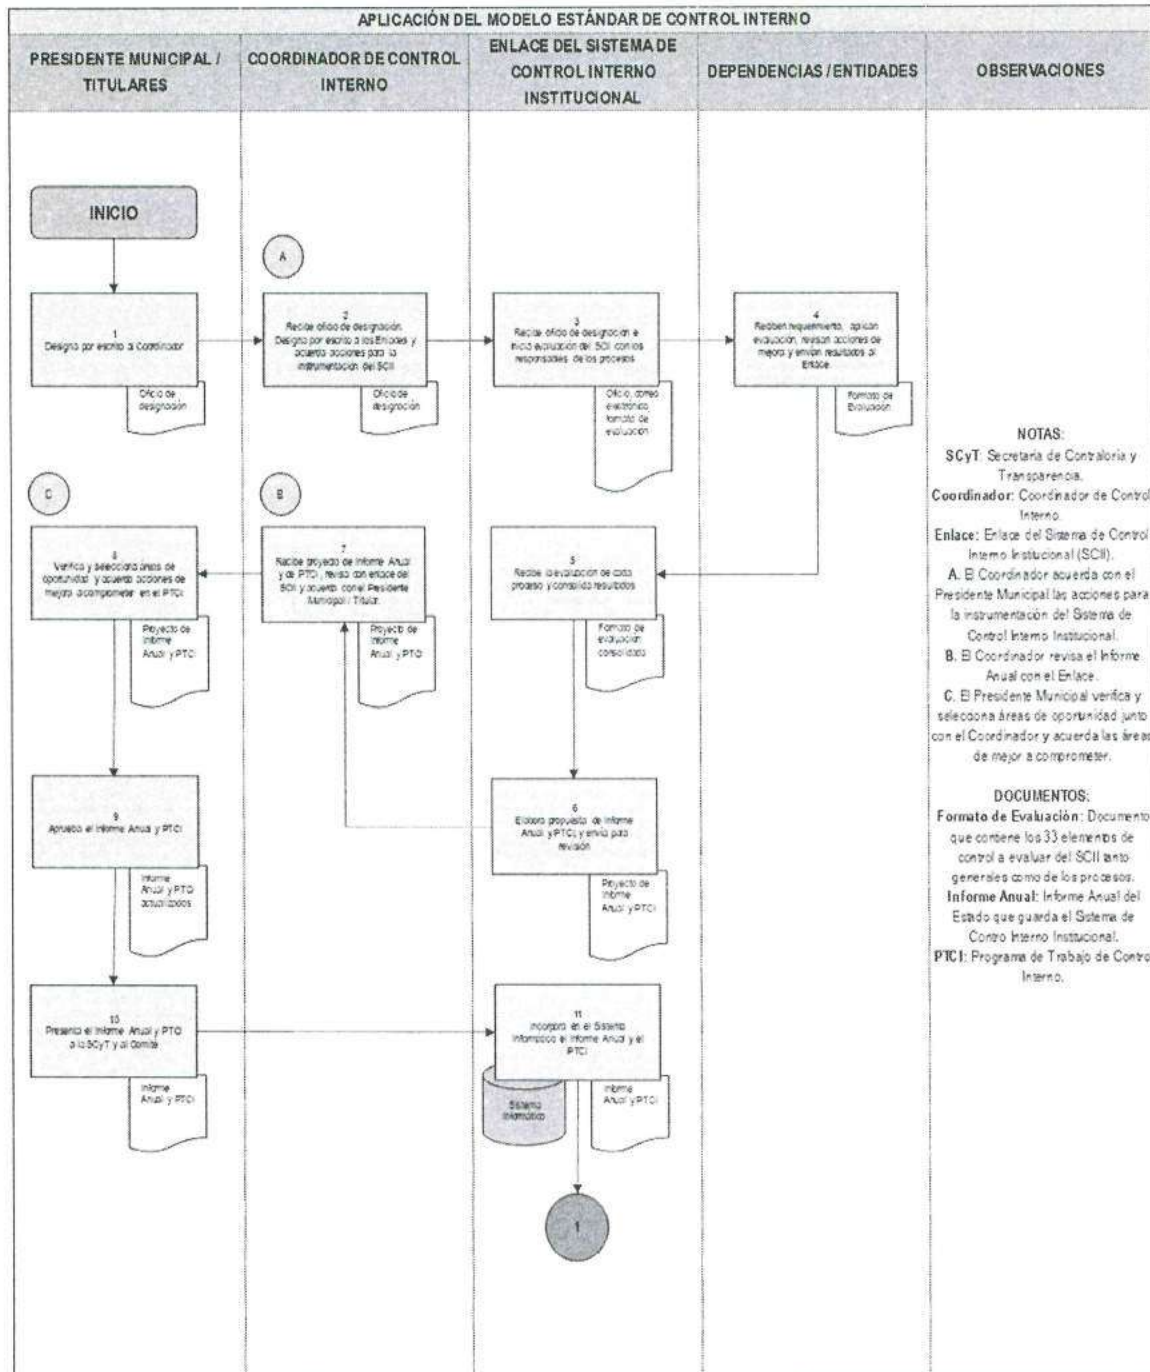 APLICACIÓN DEL MODELO ESTÁNDAR DE CONTROL INTERNO
PRESIDENTE MUNICIPAL /
TITULARES
COORDINADOR DE CONTROL
INTERNO
ENLACE DEL SISTEMA DE
CONTROL INTERNO
INSTITUCIONAL
DEPENDENCIAS / ENTIDADES
OBSERVACIONES
INICIO
A
1
Designa por escrito al Coordinador
Oficio de
designación
2
Recibe oficio de designación.
Designa por escrito a los Enlaces y
acuerda acciones para la
instrumentación del SCII
Oficio de
designación
3
Recibe oficio de designación e
inicia evaluación del SCII con los
responsables de los procesos
Oficio, correo
electrónico,
formato de
evaluación
4
Reciben requerimiento, aplican
evaluación, revisan acciones de
mejora y envían resultados al
Enlace
Formato de
Evaluación
C
B
8
Verifica y selecciona áreas de
oportunidad y acuerda acciones de
mejora a comprometer en el PTCI
Proyecto de
Informe
Anual y PTCI
7
Recibe proyecto de Informe Anual
y de PTCI, revisa con enlace del
SCII y acuerda con el Presidente
Municipal / Titular.
Proyecto de
Informe
Anual y PTCI
5
Recibe la evaluación de cada
proceso y consolida resultados
Formato de
evaluación
consolidado
9
Aprueba el Informe Anual y PTCI
Informe
Anual y PTCI
actualizados
6
Elabora propuesta de Informe
Anual y PTCI; y envía para
revisión
Proyecto de
Informe
Anual y PTCI
10
Presenta el Informe Anual y PTCI
a la SCyT y al Comité
Informe
Anual y PTCI
11
Incorpora en el Sistema
Informático el Informe Anual y el
PTCI
Sistema
Informático
Informe
Anual y PTCI
1
NOTAS:
SCyT: Secretaría de Contraloría y
Transparencia.
Coordinador: Coordinador de Control
Interno.
Enlace: Enlace del Sistema de Control
Interno Institucional (SCII).
A. El Coordinador acuerda con el
Presidente Municipal las acciones para
la instrumentación del Sistema de
Control Interno Institucional.
B. El Coordinador revisa el Informe
Anual con el Enlace.
C. El Presidente Municipal verifica y
selecciona áreas de oportunidad junto
con el Coordinador y acuerda las áreas
de mejor a comprometer.
DOCUMENTOS:
Formato de Evaluación: Documento
que contiene los 33 elementos de
control a evaluar del SCII tanto
generales como de los procesos.
Informe Anual: Informe Anual del
Estado que guarda el Sistema de
Contro Interno Institucional.
PTCI: Programa de Trabajo de Contro
Interno.